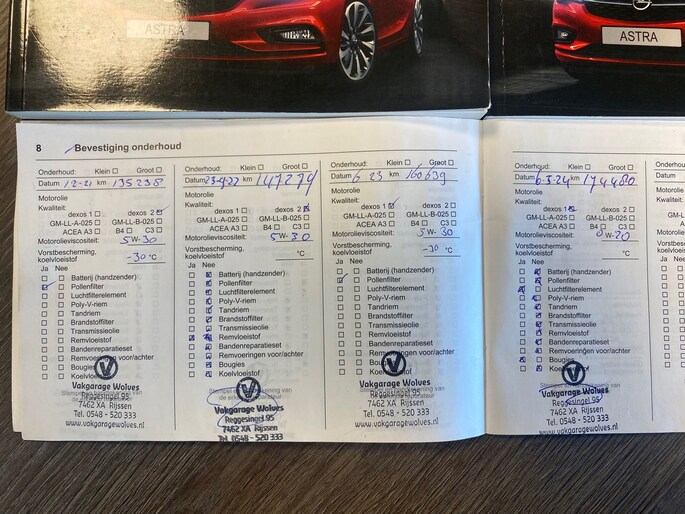 ASTRA
ASTRA
8 Bevestiging onderhoud
Onderhoud: Klein ☐ Groot ☐
Datum 12-21 km 135238
Motorolie
Kwaliteit:
dexos 1 ☐ dexos 2 ☑
GM-LL-A-025 ☐ GM-LL-B-025 ☐
ACEA A3 ☐ B4 ☐ C3 ☐
Motorolieviscositeit: 5W-30
Vorstbescherming,
koelvloeistof -30 °C
Ja Nee
☐ ☐ Batterij (handzender)
☑ ☐ Pollenfilter
☐ ☐ Luchtfilterelement
☐ ☐ Poly-V-riem
☐ ☐ Tandriem
☐ ☐ Brandstoffilter
☐ ☐ Transmissieolie
☐ ☐ Remvloeistof
☐ ☐ Bandenreparatieset
☐ ☐ Remvoeringen voor/achter
☐ ☐ Bougies
☐ ☐ Koelvloeistof
Vakgarage Wolves
Reggesingel 95
7462 XA Rijssen
Tel. 0548 - 520 333
www.vakgaragewolves.nl
Onderhoud: Klein ☐ Groot ☐
Datum 23-4-22 km 147279
Motorolie
Kwaliteit:
dexos 1 ☐ dexos 2 ☑
GM-LL-A-025 ☐ GM-LL-B-025 ☐
ACEA A3 ☐ B4 ☐ C3 ☐
Motorolieviscositeit: 5W-30
Vorstbescherming,
koelvloeistof °C
Ja Nee
Batterij (handzender)
Pollenfilter
Luchtfilterelement
Poly-V-riem
Tandriem
Brandstoffilter
Transmissieolie
Remvloeistof
Bandenreparatieset
Remvoeringen voor/achter
Bougies
Koelvloeistof
Vakgarage Wolves
Reggesingel 95
7462 XA Rijssen
Tel. 0548 - 520 333
Onderhoud: Klein ☐ Groot ☐
Datum 6 23 km 160639
Motorolie
Kwaliteit:
dexos 1 ☐ dexos 2 ☑
GM-LL-A-025 ☐ GM-LL-B-025 ☐
ACEA A3 ☐ B4 ☐ C3 ☐
Motorolieviscositeit: 5W-30
Vorstbescherming,
koelvloeistof -30 °C
Ja Nee
☐ ☐ Batterij (handzender)
☑ ☐ Pollenfilter
☐ ☐ Luchtfilterelement
☐ ☐ Poly-V-riem
☐ ☐ Tandriem
☐ ☐ Brandstoffilter
☐ ☐ Transmissieolie
☐ ☐ Remvloeistof
☐ ☐ Bandenreparatieset
☐ ☐ Remvoeringen voor/achter
☐ ☐ Bougies
☐ ☐ Koelvloeistof
Vakgarage Wolves
Reggesingel 95
7462 XA Rijssen
Tel. 0548 - 520 333
www.vakgaragewolves.nl
Onderhoud: Klein ☐ Groot ☐
Datum 6-3-24 km 174480
Motorolie
Kwaliteit:
dexos 1 ☑ dexos 2 ☐
GM-LL-A-025 ☐ GM-LL-B-025 ☐
ACEA A3 ☐ B4 ☐ C3 ☐
Motorolieviscositeit: 0W-20
Vorstbescherming,
koelvloeistof °C
Ja Nee
Batterij (handzender)
Pollenfilter
Luchtfilterelement
Poly-V-riem
Tandriem
Brandstoffilter
Transmissieolie
Remvloeistof
Bandenreparatieset
Remvoeringen voor/achter
Bougies
Koelvloeistof
Vakgarage Wolves
Reggesingel 95
7462 XA Rijssen
Tel. 0548 - 520 333
www.vakgaragewolves.nl